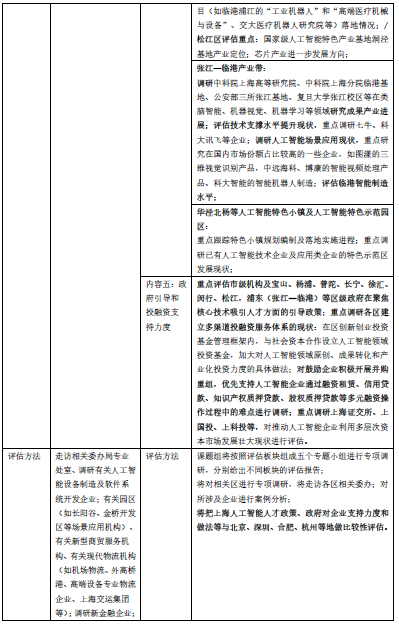 目（如临港浦江的“工业机器人”和“高端医疗机械
与设备”、交大医疗机器人研究院等）落地情况；/
松江区评估重点：国家级人工智能特色产业基地洞泾
基地产业定位；芯片产业进一步发展方向；
张江—临港产业带：
调研中科院上海高等研究院、中科院上海分院临港基
地、公安部三所张江基地、复旦大学张江校区等在类
脑智能、机器视觉、机器学习等领域研究成果产业进
展；评估技术支撑水平提升现状，重点调研七牛、科
大讯飞等企业；调研人工智能场景应用现状，重点研
究在国内市场份额占比较高的一些企业，如图漾的三
维视觉识别产品，中远海科、博康的智能视频处理产
品、科大智能的智能机器人制造；评估临港智能制造
水平；
华泾北杨等人工智能特色小镇及人工智能特色示范园
区：
重点跟踪特色小镇规划编制及落地实施进程；重点调
研已有人工智能技术企业及应用类企业的特色示范区
发展现状；
内容五：政
府引导和
投融资支
持力度
重点评估市级机构及宝山、杨浦、普陀、长宁、徐汇、
闵行、松江，浦东（张江—临港）等区级政府在聚焦
核心技术吸引人才方面的引导政策；重点调研各区建
立多渠道投融资服务体系的现状：在区创新创业投资
基金管理框架内，与社会资本合作设立人工智能领域
投资基金，加大对人工智能领域原创、成果转化和产
业化投资力度的具体做法；对鼓励企业积极开展并购
重组，优先支持人工智能企业通过融资租赁、信用贷
款、知识产权质押贷款、股权质押贷款等多元融资操
作过程中的难点进行调研；重点调研上海证交所、上
国投、上科投等，对推动人工智能企业利用多层次资
本市场发展壮大现状进行评估。
评估方法
走访相关委办局专业
处室、调研有关人工智
能设备制造及软件系
统开发企业；有关园区
（如长阳谷、金桥开发
区等场景应用机构）、
有关新型商贸服务机
构、有关现代物流机构
（如机场物流、外高桥
港、高端设备专业物流
企业、上海交运集团
等）；调研新金融企业；
评估方法
课题组将按照评估板块组成五个专题小组进行专项调
研，分别给出不同板块的评估报告；
将对相关区进行专项调研，将走访各区相关委办；对
所涉及企业进行案例分析；
将把上海人工智能人才政策、政府对企业支持力度和
做法等与北京、深圳、合肥、杭州等地做比较性评估。